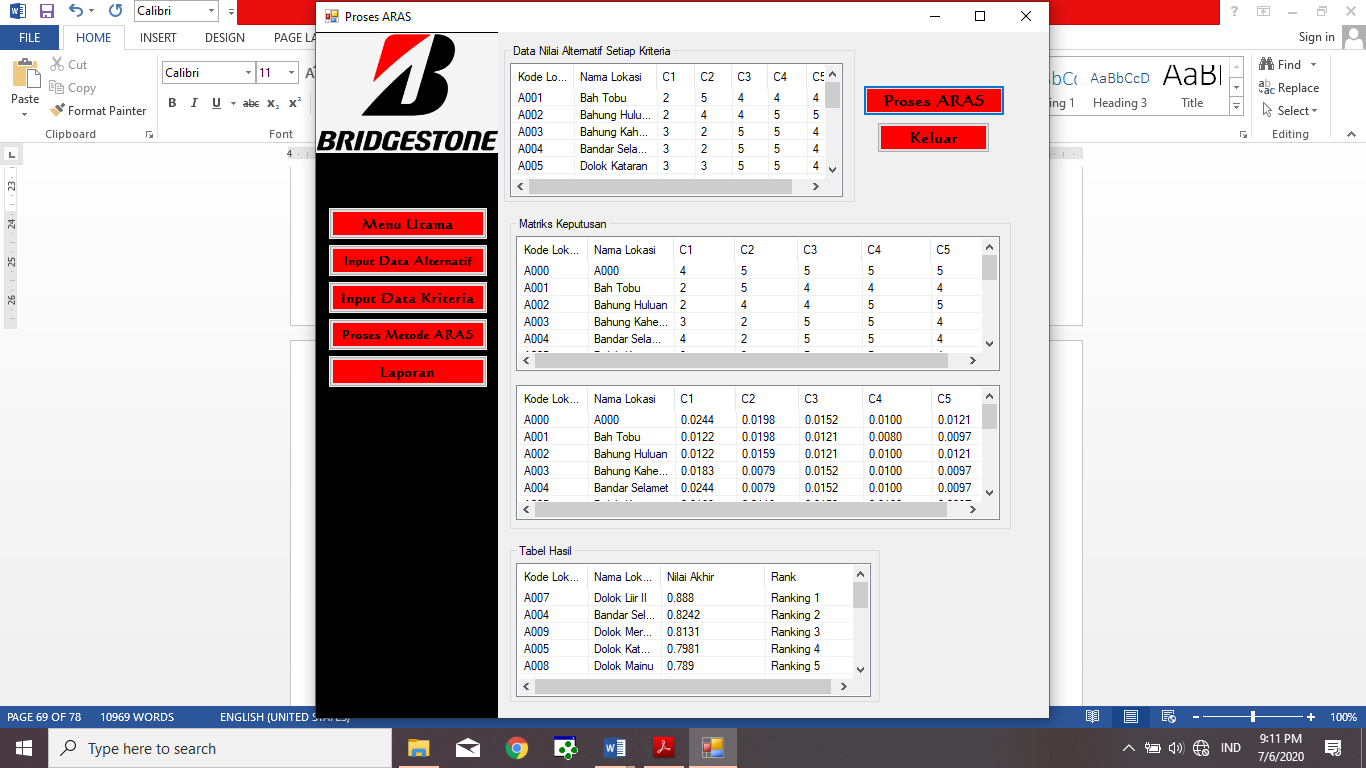 Calibri
Proses ARAS
?
FILE
HOME
INSERT
DESIGN
PAGE LA
Sign in
Paste
Cut
Copy
Format Painter
Clipboard
Calibri
11
B I U abc x₂ x²
Font
AaBbCcD
AaBl
ng 1
Heading 3
Title
Find
Replace
Select
Editing
BRIDGESTONE
Menu Utama
Input Data Alternatif
Input Data Kriteria
Proses Metode ARAS
Laporan
Data Nilai Alternatif Setiap Kriteria
Kode Lo... Nama Lokasi C1 C2 C3 C4 C5
A001 Bah Tobu 2 5 4 4 4
A002 Bahung Hulu... 2 4 4 5 5
A003 Bahung Kah... 3 2 5 5 4
A004 Bandar Sela... 3 2 5 5 4
A005 Dolok Kataran 3 3 5 5 4
Proses ARAS
Keluar
Matriks Keputusan
Kode Lok... Nama Lokasi C1 C2 C3 C4 C5
A000 A000 4 5 5 5 5
A001 Bah Tobu 2 5 4 4 4
A002 Bahung Huluan 2 4 4 5 5
A003 Bahung Kahe... 3 2 5 5 4
A004 Bandar Sela... 4 2 5 5 4
Kode Lok... Nama Lokasi C1 C2 C3 C4 C5
A000 A000 0.0244 0.0198 0.0152 0.0100 0.0121
A001 Bah Tobu 0.0122 0.0198 0.0121 0.0080 0.0097
A002 Bahung Huluan 0.0122 0.0159 0.0121 0.0100 0.0121
A003 Bahung Kahe... 0.0183 0.0079 0.0152 0.0100 0.0097
A004 Bandar Selamet 0.0244 0.0079 0.0152 0.0100 0.0097
Tabel Hasil
Kode Lok... Nama Lok... Nilai Akhir Rank
A007 Dolok Liir II 0.888 Ranking 1
A004 Bandar Sel... 0.8242 Ranking 2
A009 Dolok Mer... 0.8131 Ranking 3
A005 Dolok Kat... 0.7981 Ranking 4
A008 Dolok Mainu 0.789 Ranking 5
L
4
23
24
25
26
PAGE 69 OF 78 10969 WORDS ENGLISH (UNITED STATES)
100%
Type here to search
IND
9:11 PM
7/6/2020